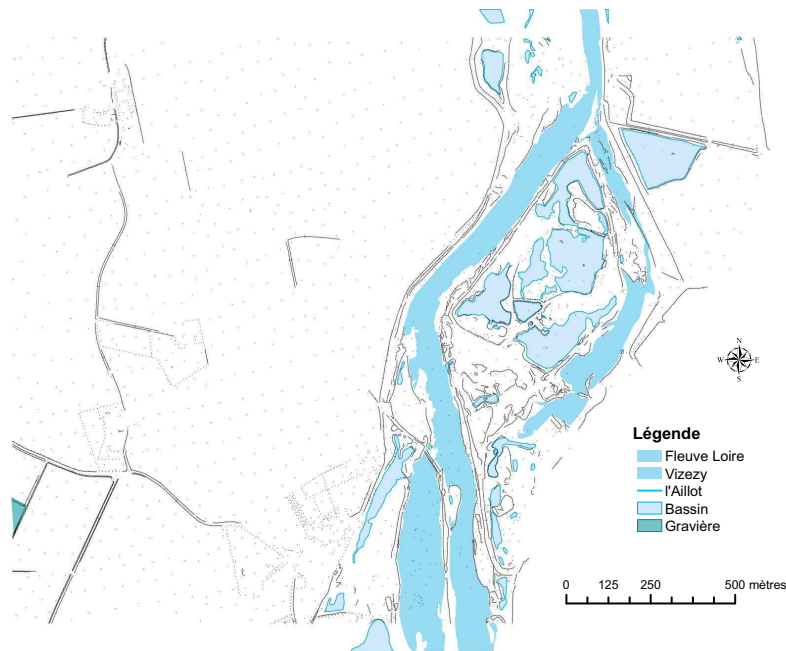 N
W E
S
Légende
Fleuve Loire
Vizezy
l'Aillot
Bassin
Gravière
0 125 250 500 mètres